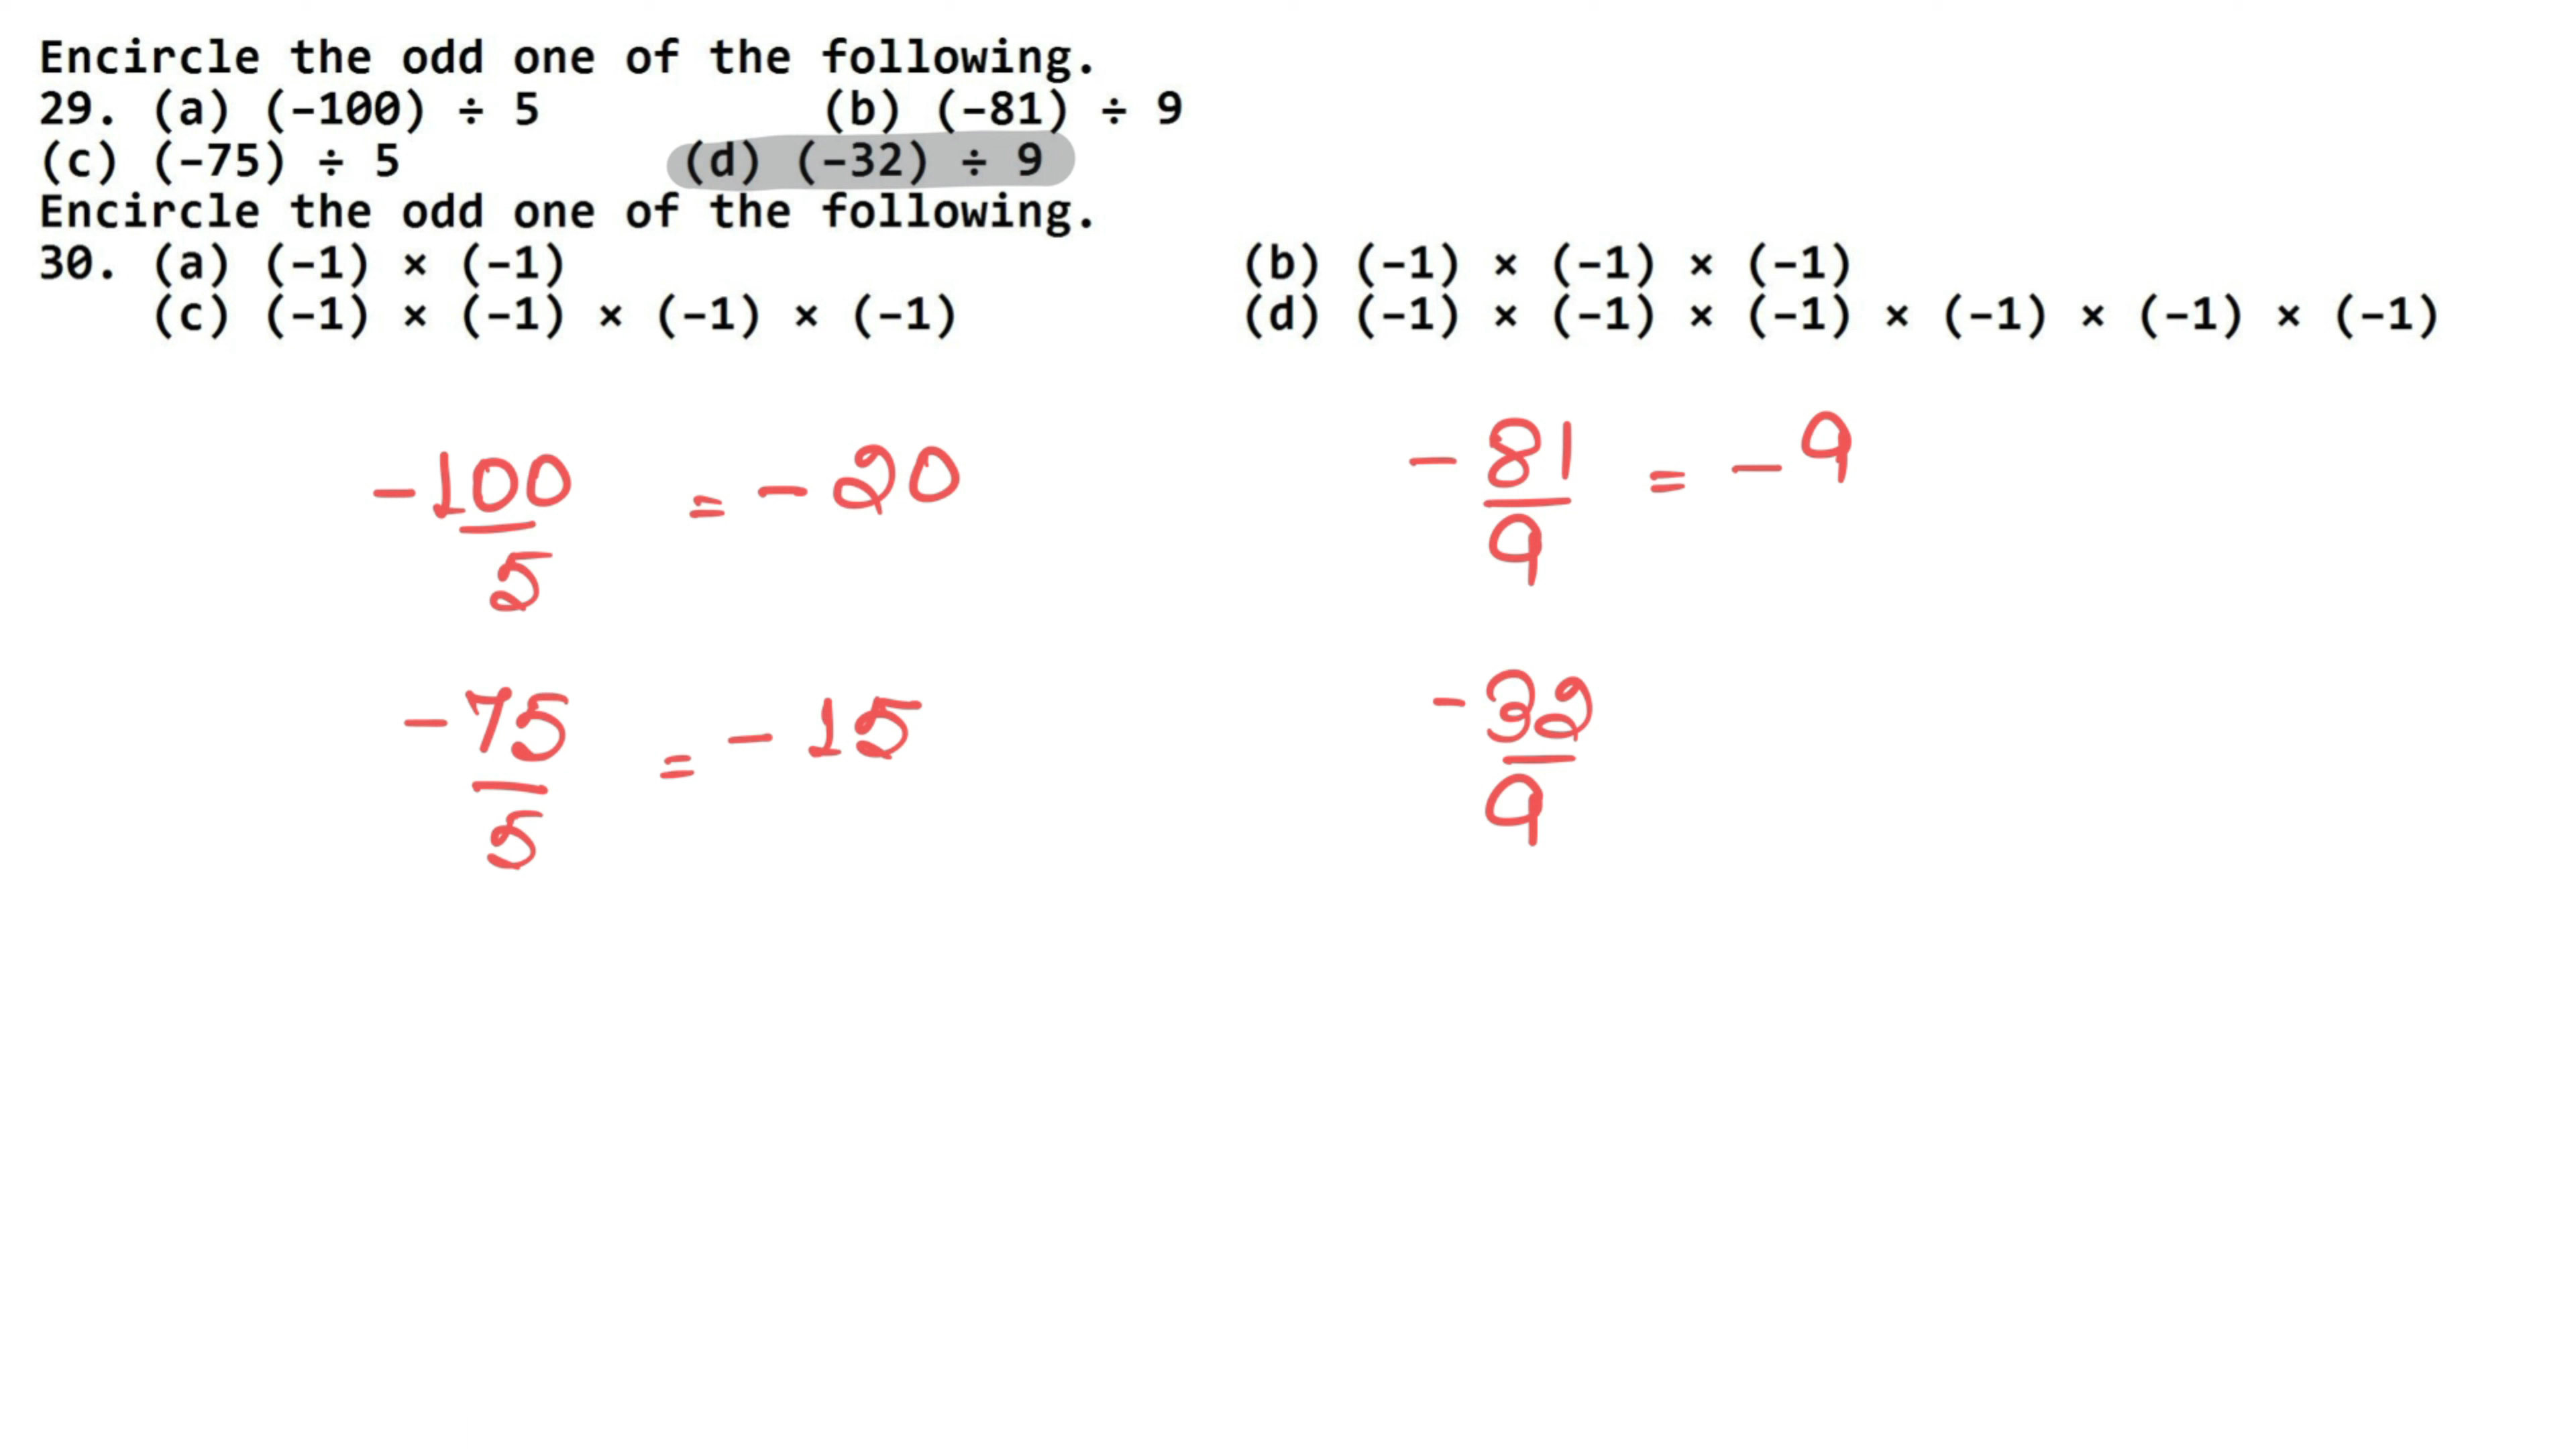 Encircle the odd one of the following.
29. (a) (-100) ÷ 5 (b) (-81) ÷ 9
(c) (-75) ÷ 5 (d) (-32) ÷ 9
Encircle the odd one of the following.
30. (a) (-1) × (-1) (b) (-1) × (-1) × (-1)
(c) (-1) × (-1) × (-1) × (-1) (d) (-1) × (-1) × (-1) × (-1) × (-1) × (-1)
-100/5 = -20
-81/9 = -9
-75/5 = -15
-32/9